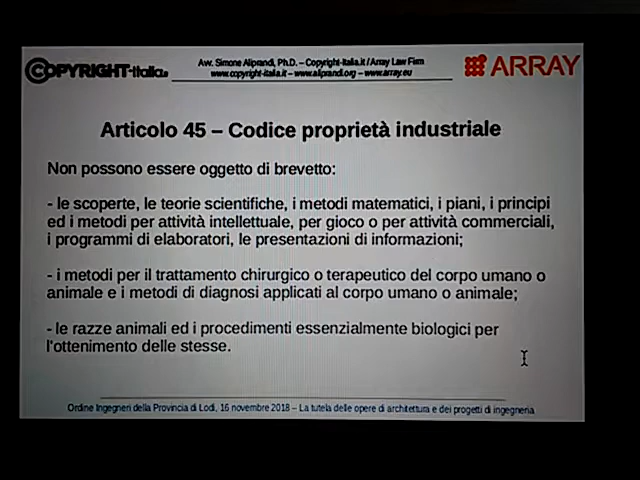 COPYRIGHT-Italia.it
Avv. Simone Aliprandi, Ph.D. – Copyright-Italia.it / Array Law Firm
www.copyright-italia.it – www.aliprandi.org – www.array.eu
ARRAY
Articolo 45 – Codice proprietà industriale
Non possono essere oggetto di brevetto:
- le scoperte, le teorie scientifiche, i metodi matematici, i piani, i principi
ed i metodi per attività intellettuale, per gioco o per attività commerciali,
i programmi di elaboratori, le presentazioni di informazioni;
- i metodi per il trattamento chirurgico o terapeutico del corpo umano o
animale e i metodi di diagnosi applicati al corpo umano o animale;
- le razze animali ed i procedimenti essenzialmente biologici per
l'ottenimento delle stesse.
Ordine Ingegneri della Provincia di Lodi, 16 novembre 2018 – La tutela delle opere di architettura e dei progetti di ingegneria